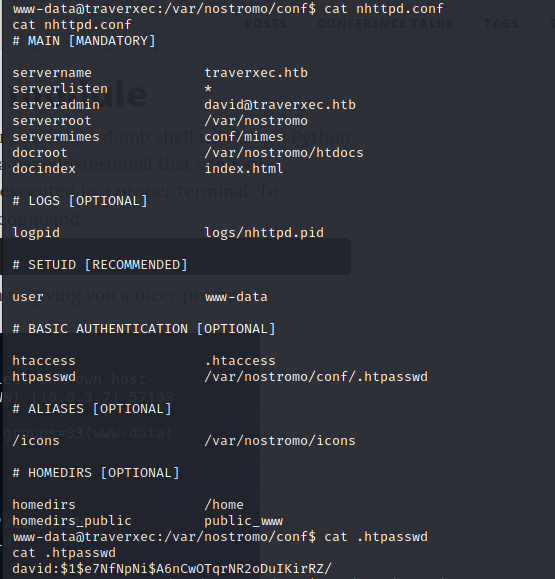 www-data@traverxec:/var/nostromo/conf$ cat nhttpd.conf
cat nhttpd.conf
# MAIN [MANDATORY]
servername traverxec.htb
serverlisten *
serveradmin david@traverxec.htb
serverroot /var/nostromo
servermimes conf/mimes
docroot /var/nostromo/htdocs
docindex index.html
# LOGS [OPTIONAL]
logpid logs/nhttpd.pid
# SETUID [RECOMMENDED]
user www-data
# BASIC AUTHENTICATION [OPTIONAL]
htaccess .htaccess
htpasswd /var/nostromo/conf/.htpasswd
# ALIASES [OPTIONAL]
/icons /var/nostromo/icons
# HOMEDIRS [OPTIONAL]
homedirs /home
homedirs_public public_www
www-data@traverxec:/var/nostromo/conf$ cat .htpasswd
cat .htpasswd
david:$1$e7NfNpNi$A6nCwOTqrNR2oDuIKirRZ/